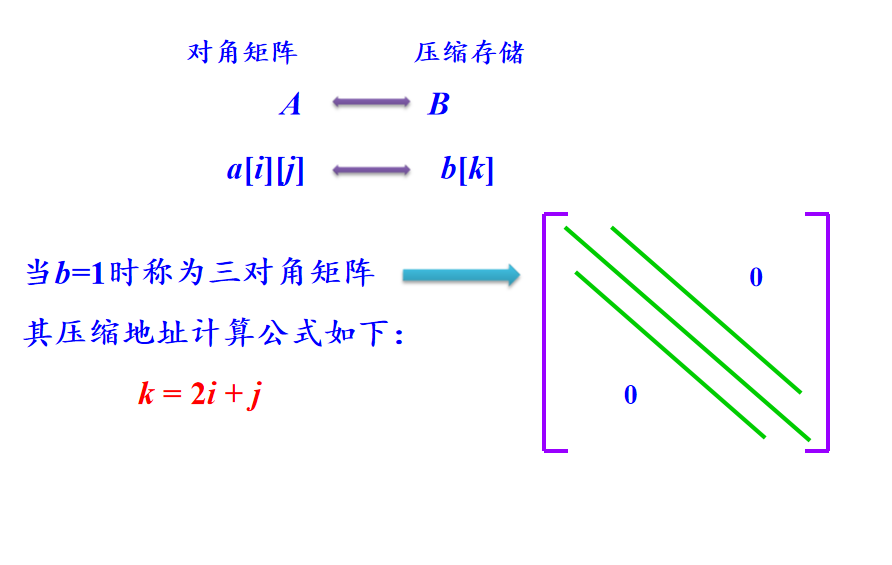 对角矩阵 压缩存储
A B
a[i][j] b[k]
当b=1时称为三对角矩阵
其压缩地址计算公式如下：
k = 2i + j
0
0